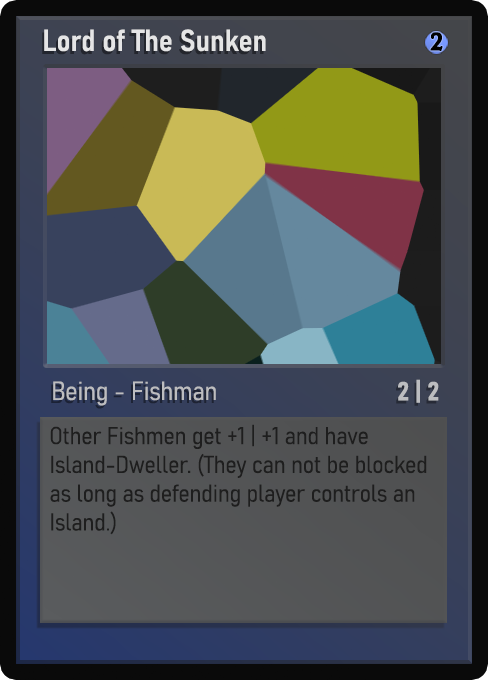 Lord of The Sunken 2
Being - Fishman 2 | 2
Other Fishmen get +1 | +1 and have
Island-Dweller. (They can not be blocked
as long as defending player controls an
Island.)